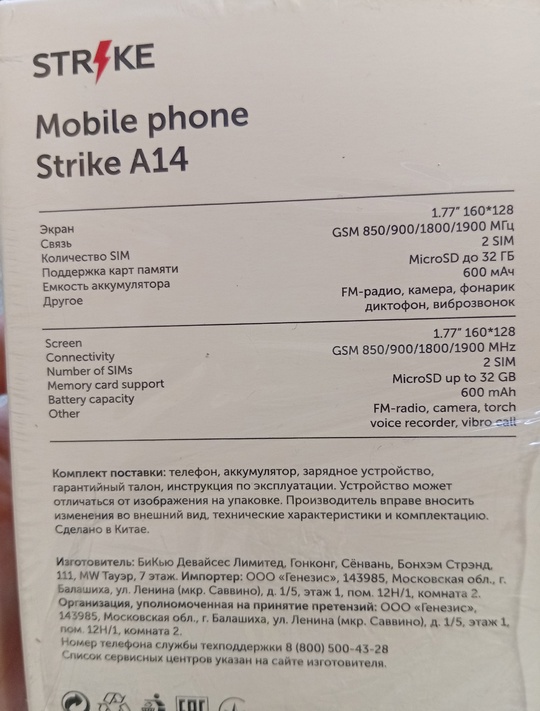 STRIKE
Mobile phone
Strike A14
Экран 1.77" 160*128
Связь GSM 850/900/1800/1900 МГц
Количество SIM 2 SIM
Поддержка карт памяти MicroSD до 32 ГБ
Емкость аккумулятора 600 мАч
Другое FM-радио, камера, фонарик
диктофон, виброзвонок
Screen 1.77" 160*128
Connectivity GSM 850/900/1800/1900 MHz
Number of SIMs 2 SIM
Memory card support MicroSD up to 32 GB
Battery capacity 600 mAh
Other FM-radio, camera, torch
voice recorder, vibro call
Комплект поставки: телефон, аккумулятор, зарядное устройство,
гарантийный талон, инструкция по эксплуатации. Устройство может
отличаться от изображения на упаковке. Производитель вправе вносить
изменения во внешний вид, технические характеристики и комплектацию.
Сделано в Китае.
Изготовитель: БиКью Девайсес Лимитед, Гонконг, Сёнвань, Бонхэм Стрэнд,
111, MW Тауэр, 7 этаж. Импортер: ООО «Генезис», 143985, Московская обл., г.
Балашиха, ул. Ленина (мкр. Саввино), д. 1/5, этаж 1, пом. 12Н/1, комната 2.
Организация, уполномоченная на принятие претензий: ООО «Генезис»,
143985, Московская обл., г. Балашиха, ул. Ленина (мкр. Саввино), д. 1/5, этаж 1,
пом. 12Н/1, комната 2.
Номер телефона службы техподдержки 8 (800) 500-43-28
Список сервисных центров указан на сайте изготовителя.